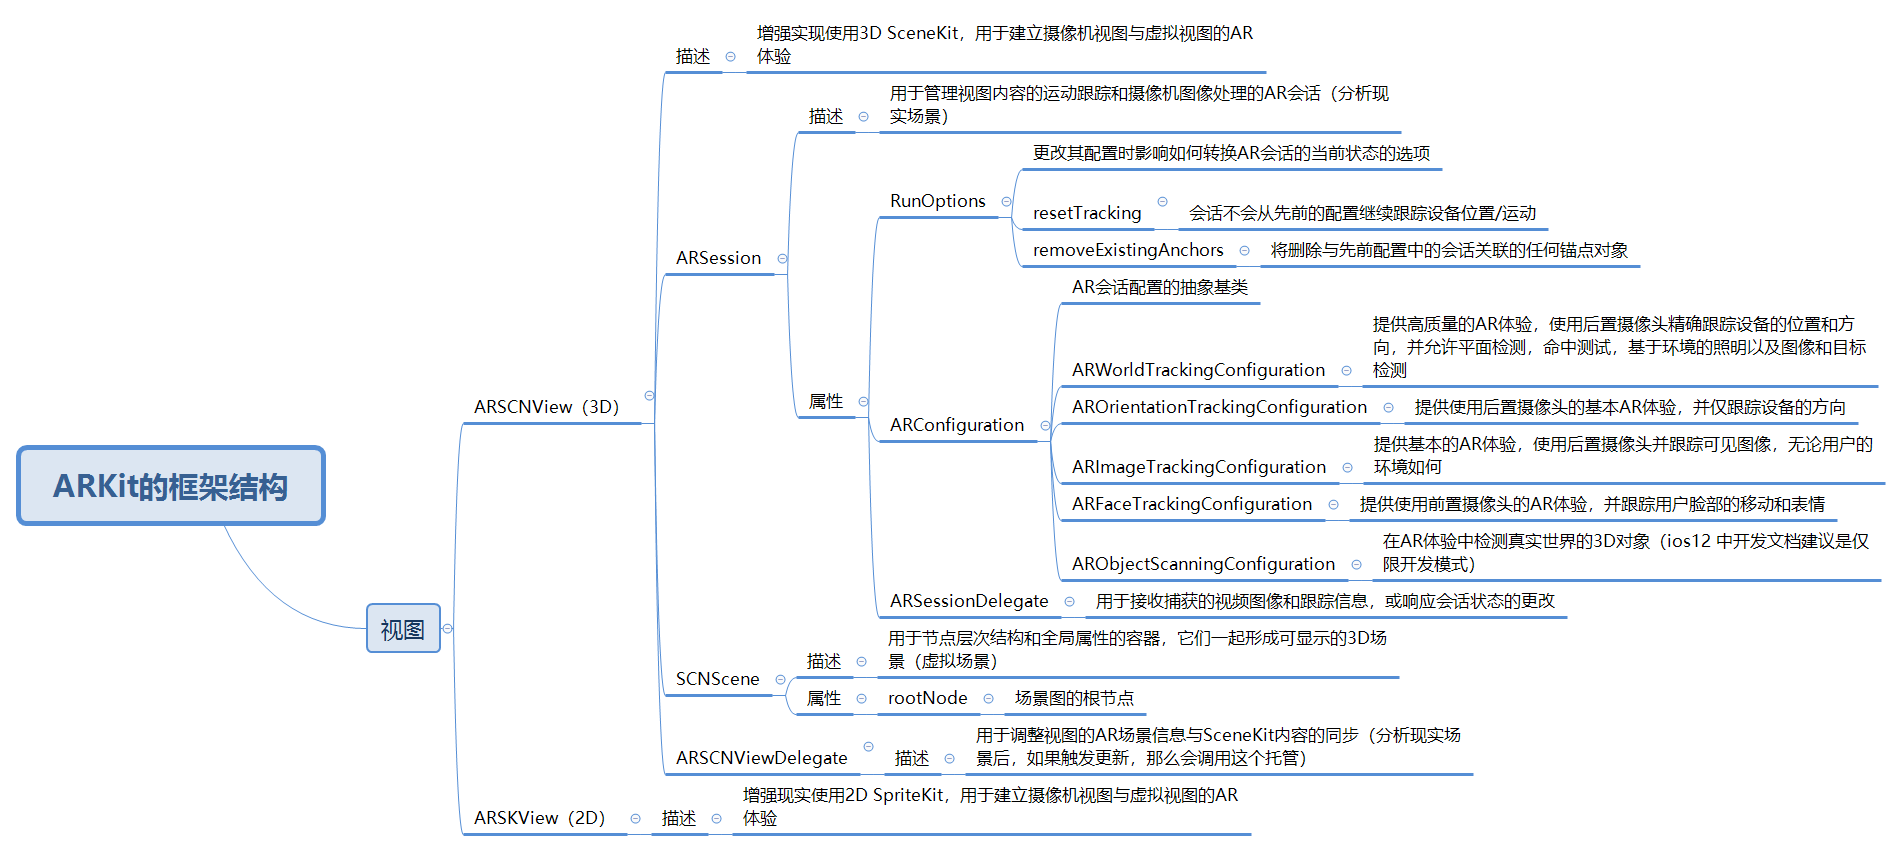 ARKit的框架结构
视图
ARSCNView（3D）
描述
增强实现使用3D SceneKit，用于建立摄像机视图与虚拟视图的AR
体验
ARSession
描述
用于管理视图内容的运动跟踪和摄像机图像处理的AR会话（分析现
实场景）
属性
RunOptions
更改其配置时影响如何转换AR会话的当前状态的选项
resetTracking
会话不会从先前的配置继续跟踪设备位置/运动
removeExistingAnchors
将删除与先前配置中的会话关联的任何锚点对象
ARConfiguration
AR会话配置的抽象基类
ARWorldTrackingConfiguration
提供高质量的AR体验，使用后置摄像头精确跟踪设备的位置和方
向，并允许平面检测，命中测试，基于环境的照明以及图像和目标
检测
AROrientationTrackingConfiguration
提供使用后置摄像头的基本AR体验，并仅跟踪设备的方向
ARImageTrackingConfiguration
提供基本的AR体验，使用后置摄像头并跟踪可见图像，无论用户的
环境如何
ARFaceTrackingConfiguration
提供使用前置摄像头的AR体验，并跟踪用户脸部的移动和表情
ARObjectScanningConfiguration
在AR体验中检测真实世界的3D对象（ios12 中开发文档建议是仅
限开发模式）
ARSessionDelegate
用于接收捕获的视频图像和跟踪信息，或响应会话状态的更改
SCNScene
描述
用于节点层次结构和全局属性的容器，它们一起形成可显示的3D场
景（虚拟场景）
属性
rootNode
场景图的根节点
ARSCNViewDelegate
描述
用于调整视图的AR场景信息与SceneKit内容的同步（分析现实场
景后，如果触发更新，那么会调用这个托管）
ARSKView（2D）
描述
增强现实使用2D SpriteKit，用于建立摄像机视图与虚拟视图的AR
体验